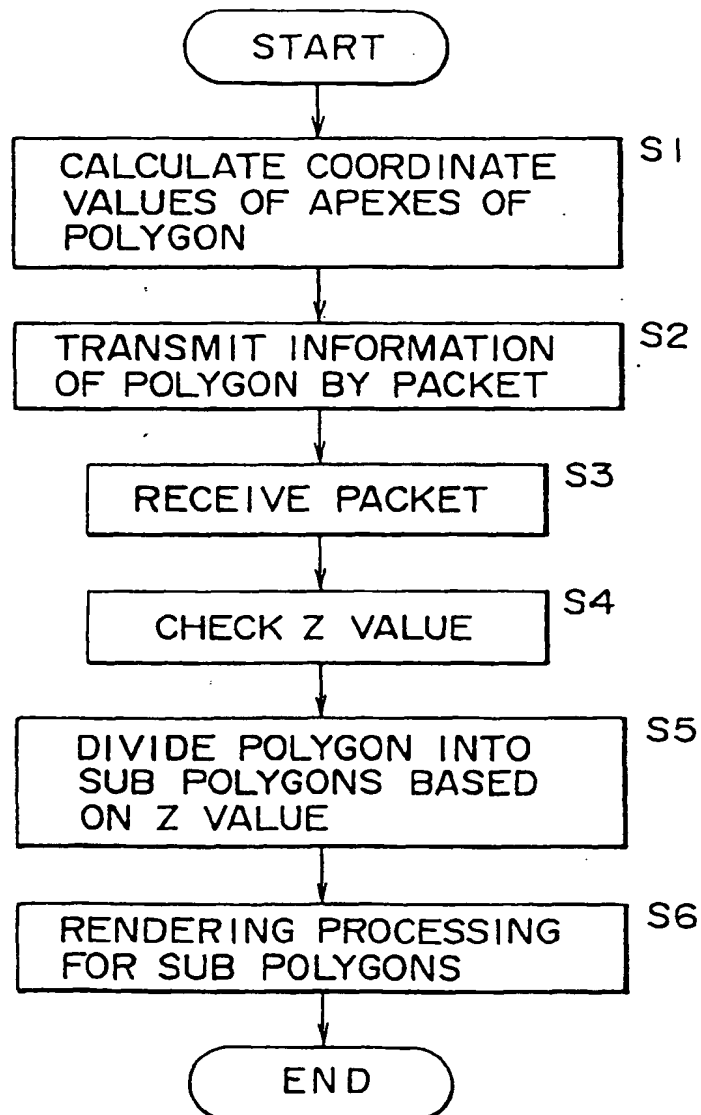 START
S1
CALCULATE COORDINATE
VALUES OF APEXES OF
POLYGON
S2
TRANSMIT INFORMATION
OF POLYGON BY PACKET
S3
RECEIVE PACKET
S4
CHECK Z VALUE
S5
DIVIDE POLYGON INTO
SUB POLYGONS BASED
ON Z VALUE
S6
RENDERING PROCESSING
FOR SUB POLYGONS
END